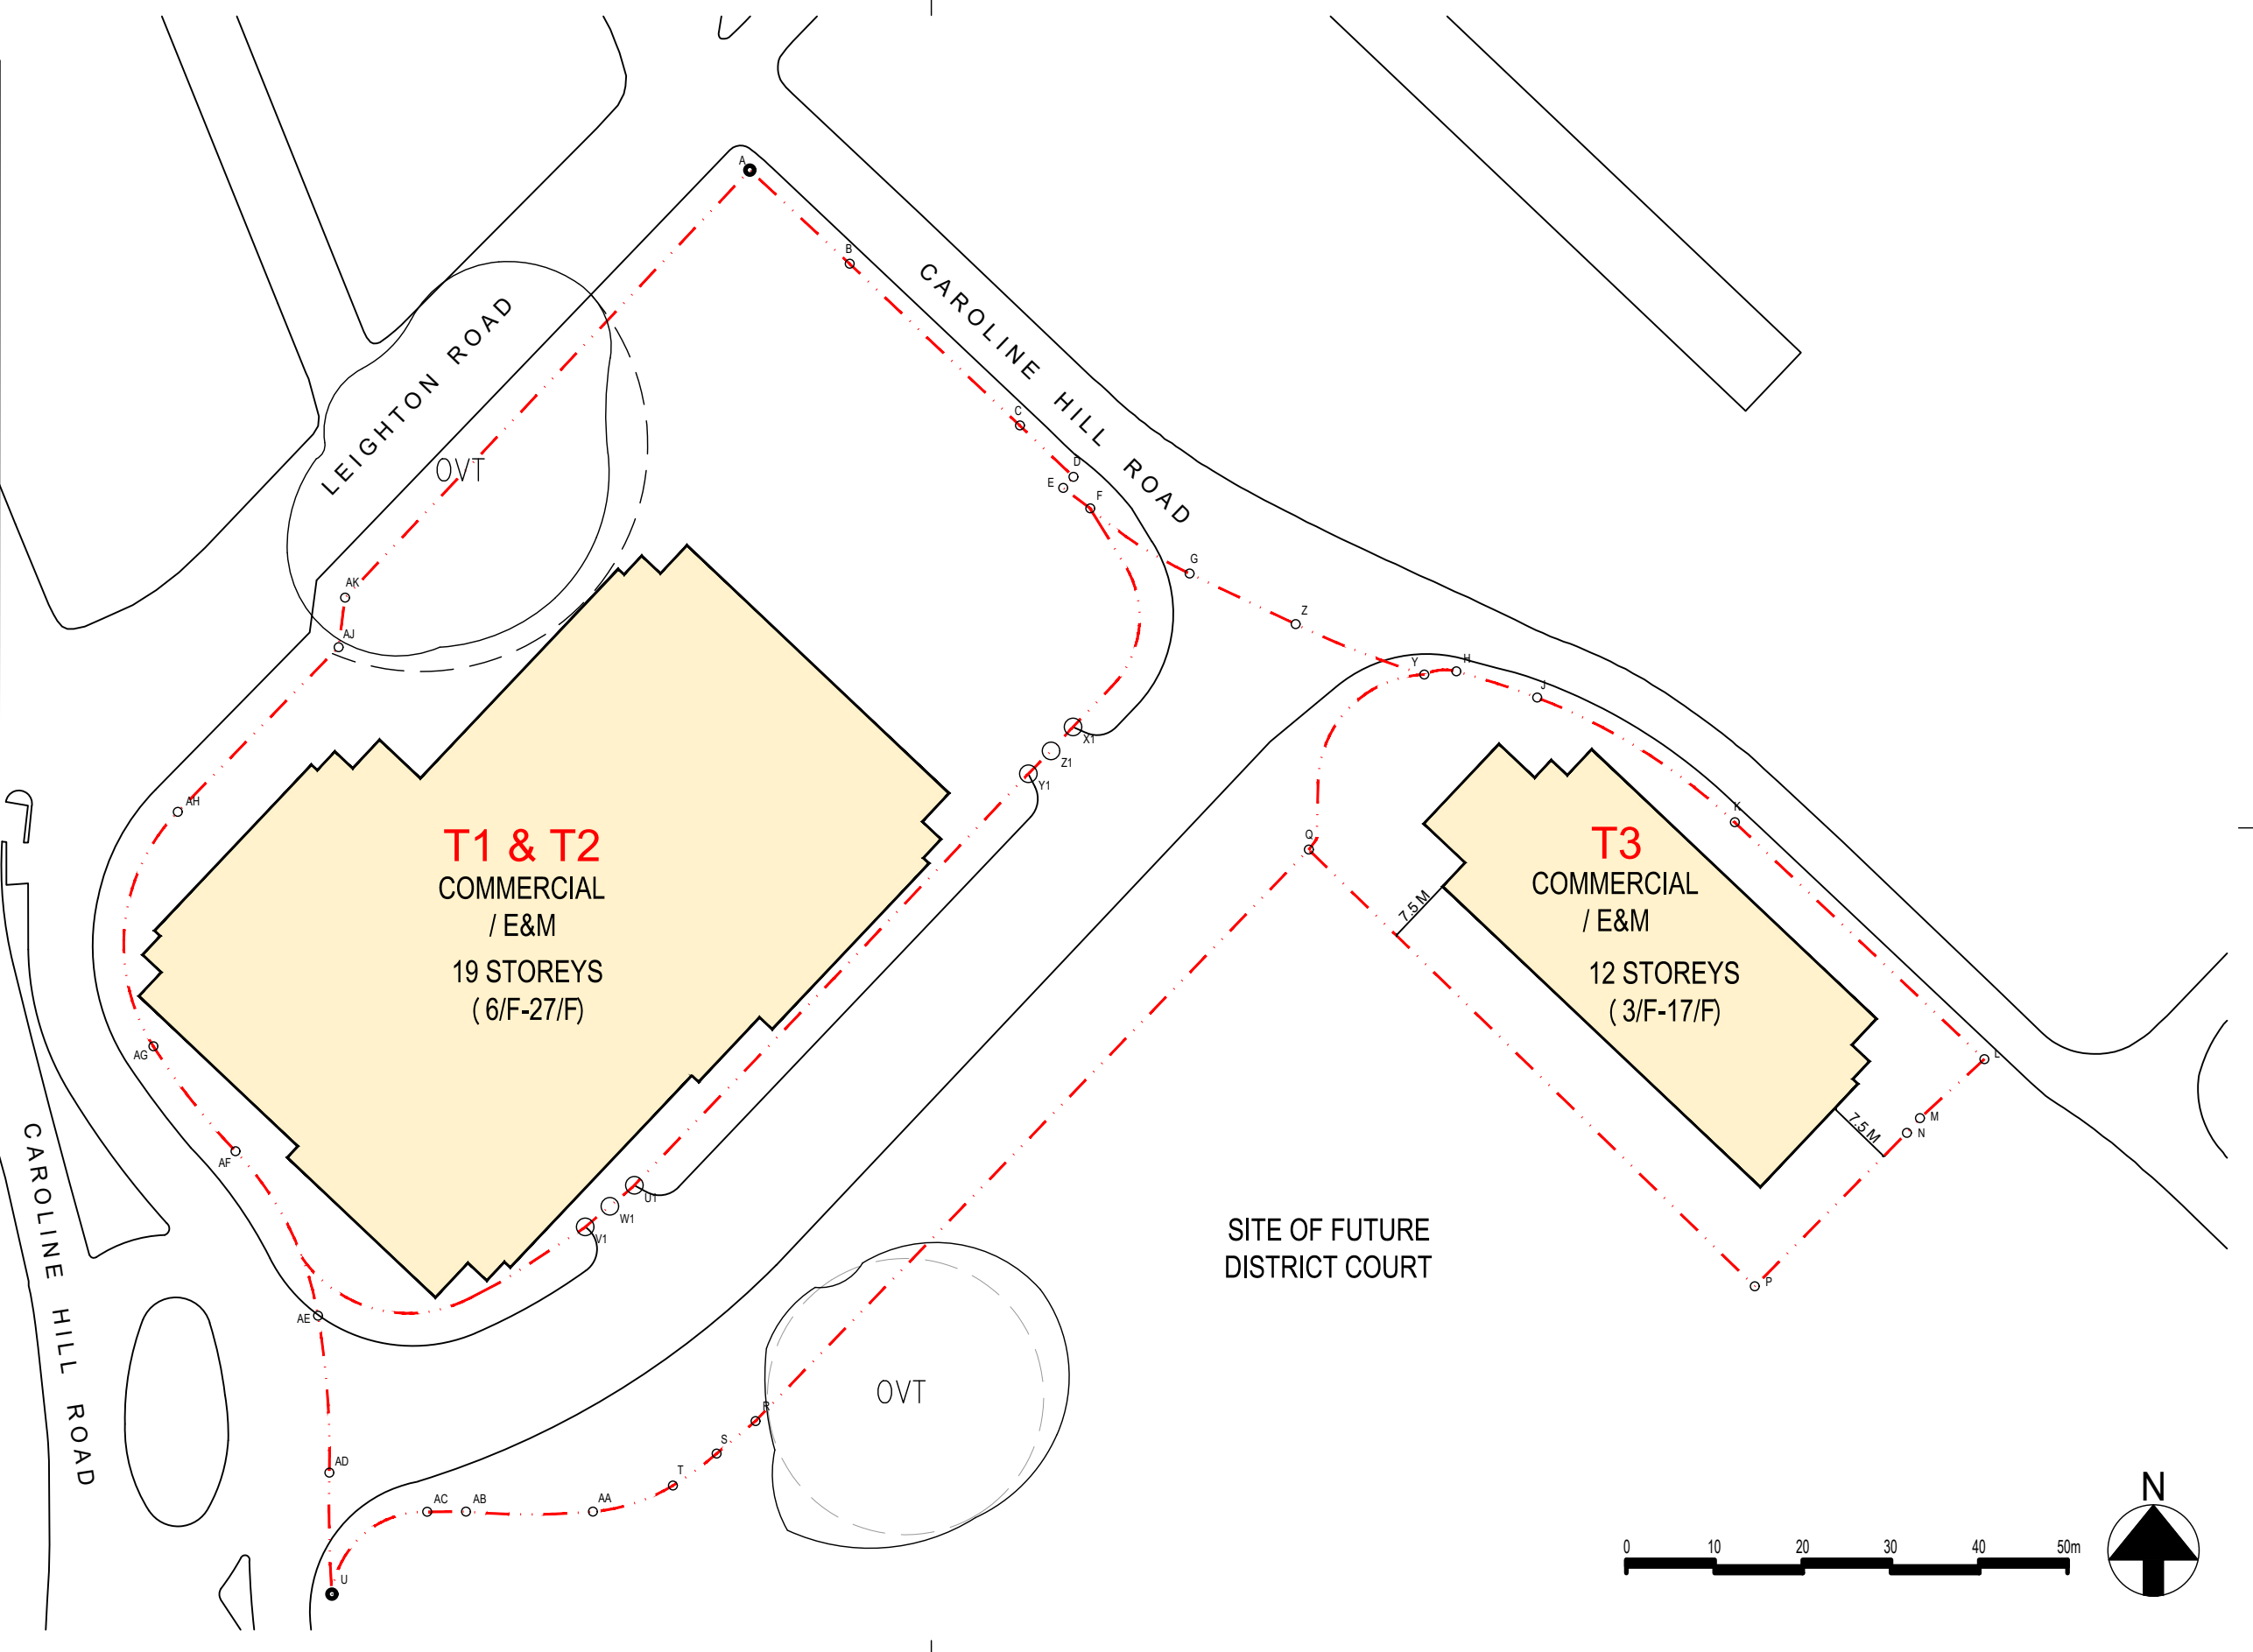 A
B
CAROLINE HILL ROAD
LEIGHTON ROAD
C
OVT
D
E
F
G
AK
Z
AJ
Y
H
J
X1
Z1
Y1
AH
K
Q
T1 & T2
COMMERCIAL
/ E&M
19 STOREYS
( 6/F-27/F)
T3
COMMERCIAL
/ E&M
12 STOREYS
( 3/F-17/F)
7.5 M
AG
L
M
N
7.5 M
AF
CAROLINE HILL ROAD
U1
W1
V1
SITE OF FUTURE
DISTRICT COURT
P
AE
OVT
R
S
AD
T
AC
AB
AA
U
N
0 10 20 30 40 50m